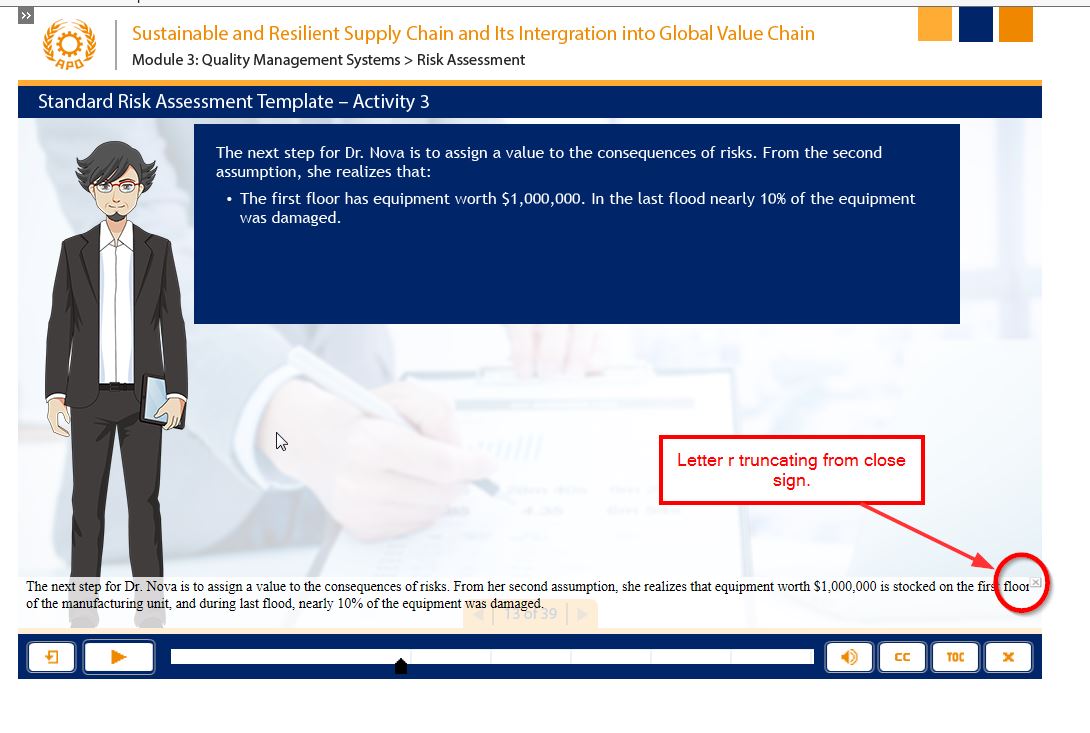 »
APO
Sustainable and Resilient Supply Chain and Its Intergration into Global Value Chain
Module 3: Quality Management Systems > Risk Assessment
Standard Risk Assessment Template – Activity 3
The next step for Dr. Nova is to assign a value to the consequences of risks. From the second
assumption, she realizes that:
• The first floor has equipment worth $1,000,000. In the last flood nearly 10% of the equipment
was damaged.
Letter r truncating from close
sign.
The next step for Dr. Nova is to assign a value to the consequences of risks. From her second assumption, she realizes that equipment worth $1,000,000 is stocked on the first floor
of the manufacturing unit, and during last flood, nearly 10% of the equipment was damaged.
13 of 39
CC
TOC